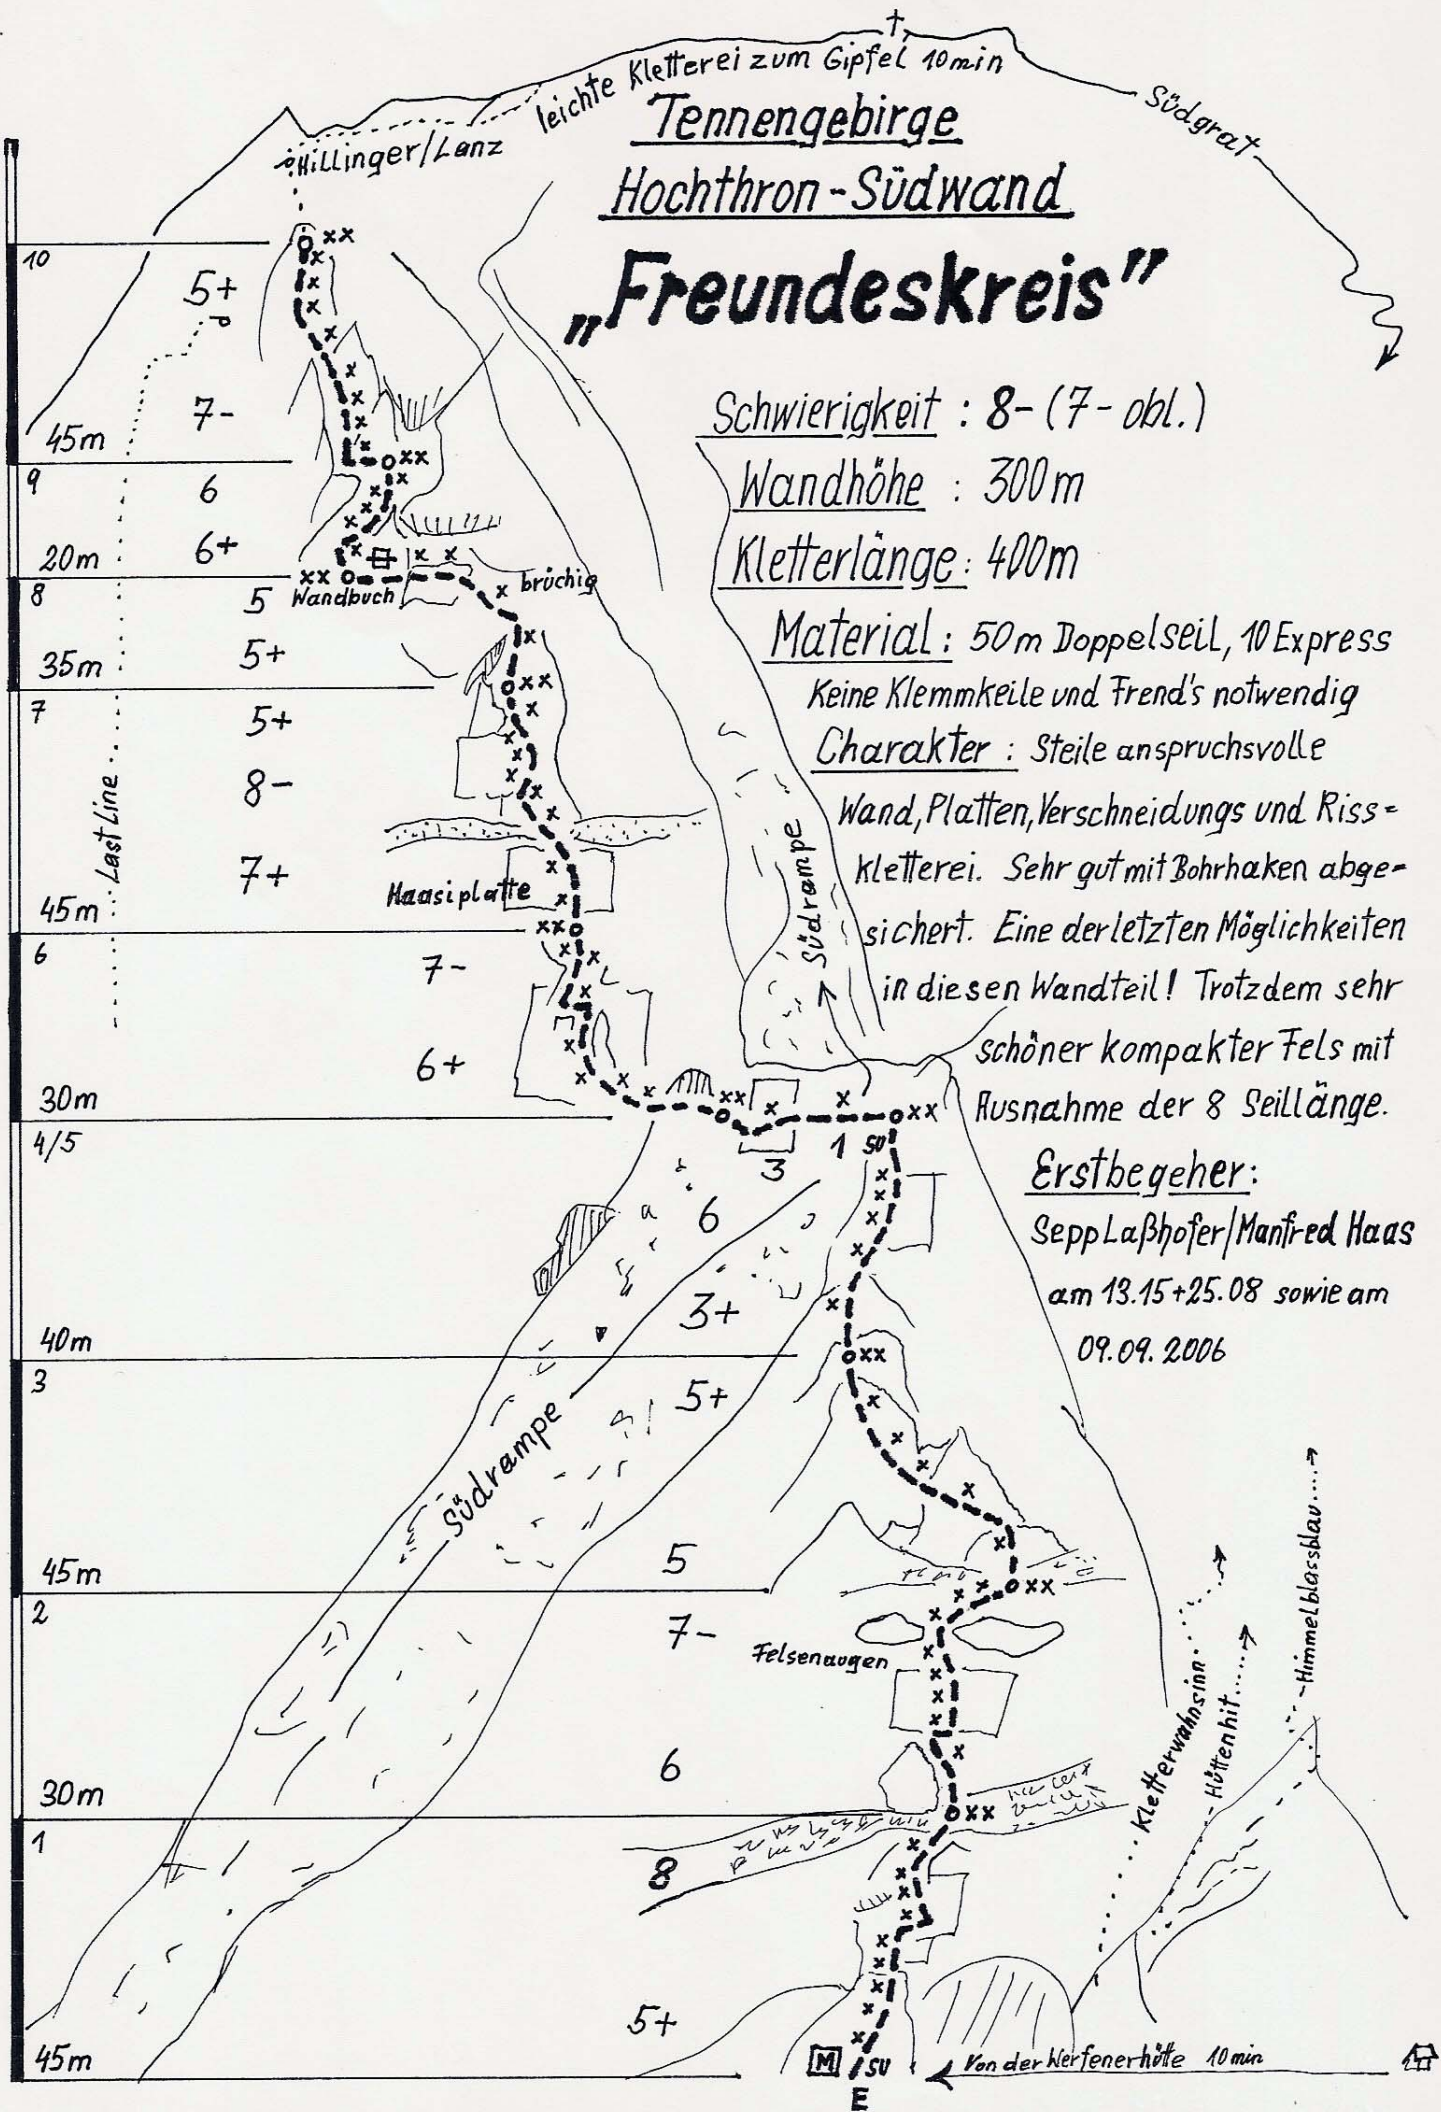 leichte Kletterei zum Gipfel 10min
Südgrat
Hillinger/Lanz
Tennengebirge
Hochthron-Südwand
„Freundeskreis"
Schwierigkeit : 8- (7- obl.)
Wandhöhe : 300m
Kletterlänge: 400m
Material: 50m Doppelseil, 10 Express
Keine Klemmkeile und Frend's notwendig
Charakter: Steile anspruchsvolle
Wand, Platten, Verschneidungs und Riss=
kletterei. Sehr gut mit Bohrhaken abge-
sichert. Eine der letzten Möglichkeiten
in diesen Wandteil! Trotzdem sehr
schöner kompakter Fels mit
Ausnahme der 8 Seillänge.
Erstbegeher:
Sepp Laßhofer/Manfred Haas
am 13.15+25.08 sowie am
09.09.2006
10
5+
7-
45m
9
6
6+
20m
8
Wandbuch
brüchig
5
5+
35m
7
5+
8-
7+
Last Line
Haasiplatte
45m
6
7-
6+
30m
Südrampe
4/5
1 SU
3
6
3+
40m
3
5+
Südrampe
5
45m
2
7-
Felsenaugen
6
30m
1
8
5+
45m
Kletterwahnsinn
Hüttenhit
Himmelblassblau
M
SU
E
Von der Werfenerhütte 10min